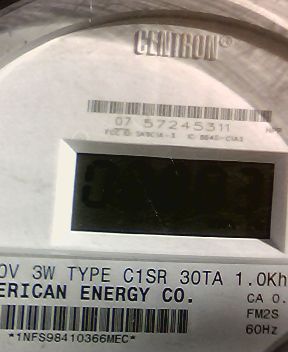 CENTRON®
07 57245311
0V 3W TYPE C1SR 30TA 1.0Kh
ERICAN ENERGY CO.
CA 0.
FM2S
60Hz
*1NFS98410366MEC*